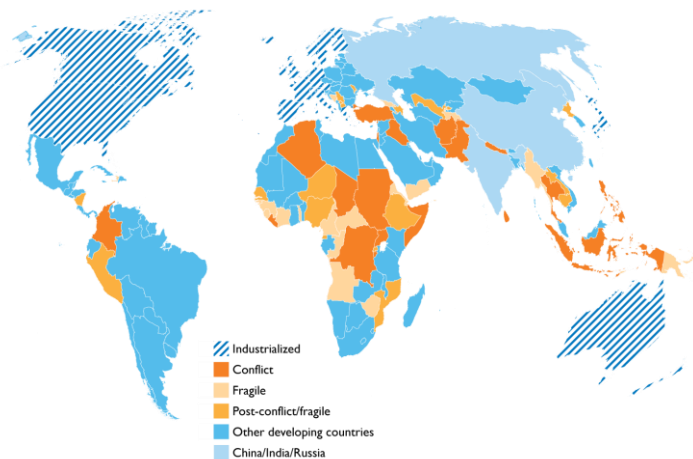 Industrialized
Conflict
Fragile
Post-conflict/fragile
Other developing countries
China/India/Russia